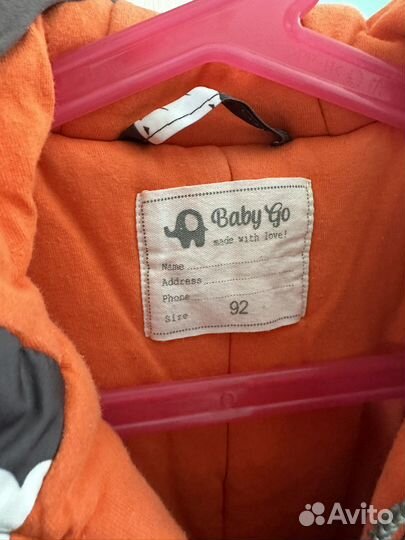 Baby Go
made with love!
Name
Address
Phone
Size 92
Avito